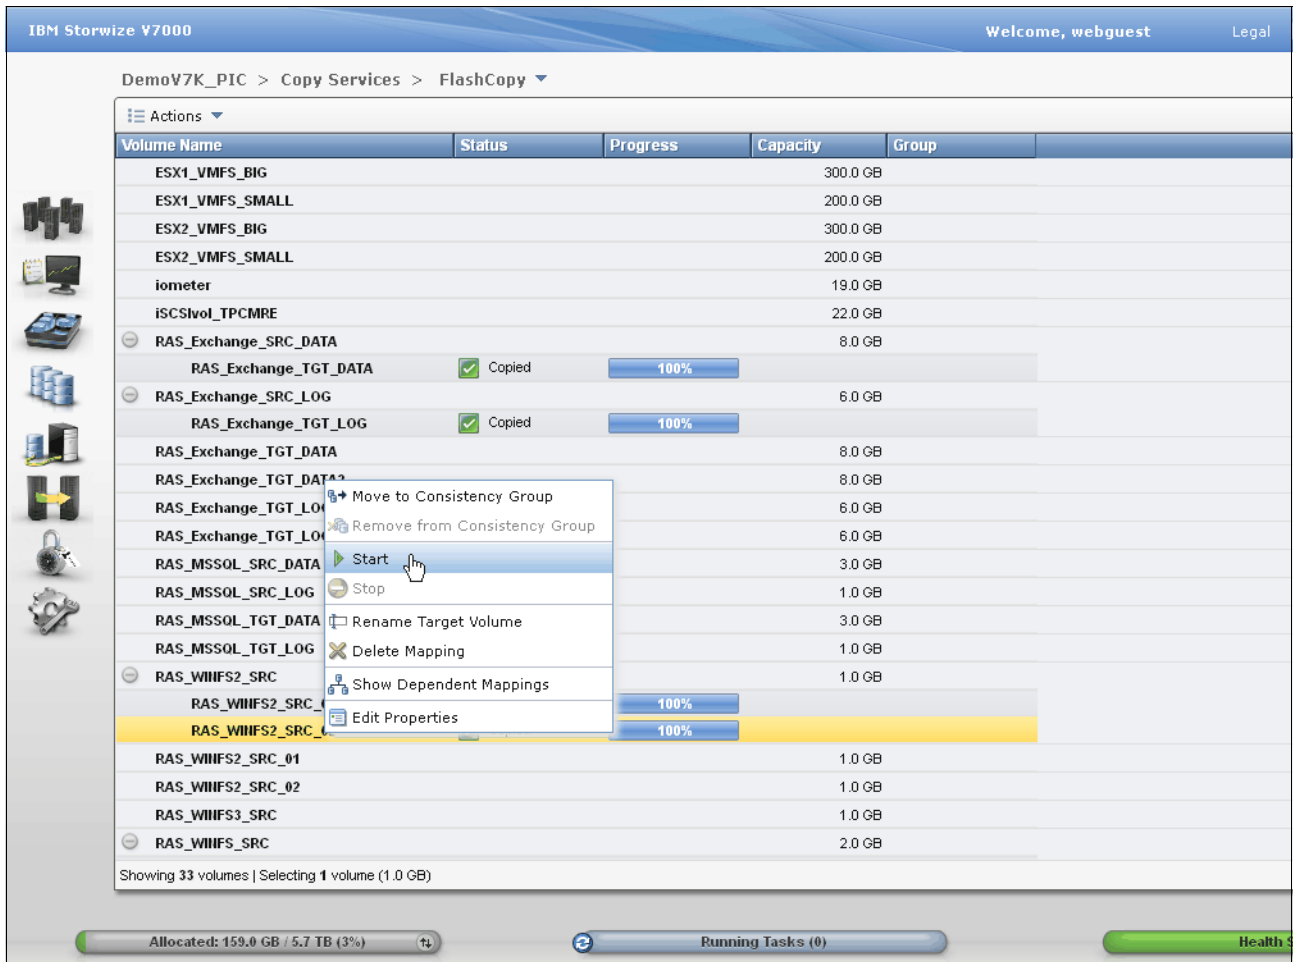 IBM Storwize V7000 Welcome, webguest Legal
DemoV7K_PIC > Copy Services > FlashCopy
Actions
Volume Name Status Progress Capacity Group
ESX1_VMFS_BIG 300.0 GB
ESX1_VMFS_SMALL 200.0 GB
ESX2_VMFS_BIG 300.0 GB
ESX2_VMFS_SMALL 200.0 GB
iometer 19.0 GB
iSCSIvol_TPCMRE 22.0 GB
RAS_Exchange_SRC_DATA 8.0 GB
RAS_Exchange_TGT_DATA Copied 100%
RAS_Exchange_SRC_LOG 6.0 GB
RAS_Exchange_TGT_LOG Copied 100%
RAS_Exchange_TGT_DATA 8.0 GB
RAS_Exchange_TGT_DATA2 8.0 GB
Move to Consistency Group
RAS_Exchange_TGT_LO 6.0 GB
Remove from Consistency Group
RAS_Exchange_TGT_LO 6.0 GB
Start
RAS_MSSQL_SRC_DATA 3.0 GB
Stop
RAS_MSSQL_SRC_LOG 1.0 GB
RAS_MSSQL_TGT_DATA Rename Target Volume 3.0 GB
RAS_MSSQL_TGT_LOG Delete Mapping 1.0 GB
RAS_WINFS2_SRC 1.0 GB
Show Dependent Mappings
RAS_WINFS2_SRC_ 100%
Edit Properties
RAS_WINFS2_SRC_ 100%
RAS_WINFS2_SRC_01 1.0 GB
RAS_WINFS2_SRC_02 1.0 GB
RAS_WINFS3_SRC 1.0 GB
RAS_WINFS_SRC 2.0 GB
Showing 33 volumes | Selecting 1 volume (1.0 GB)
Allocated: 159.0 GB / 5.7 TB (3%) Running Tasks (0) Health